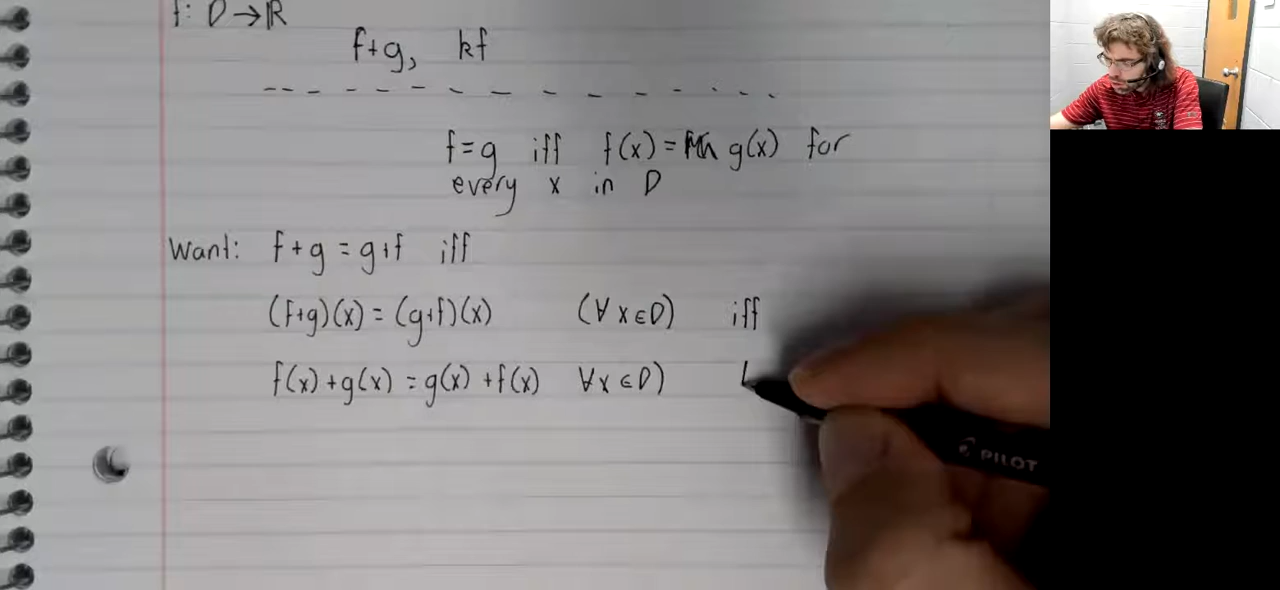 f: D→ℝ
f+g, kf
f=g iff f(x)= g(x) for
every x in D
Want: f+g = g+f iff
(f+g)(x) = (g+f)(x) (∀ x∈D) iff
f(x)+g(x) = g(x)+f(x) ∀x∈D)
PILOT